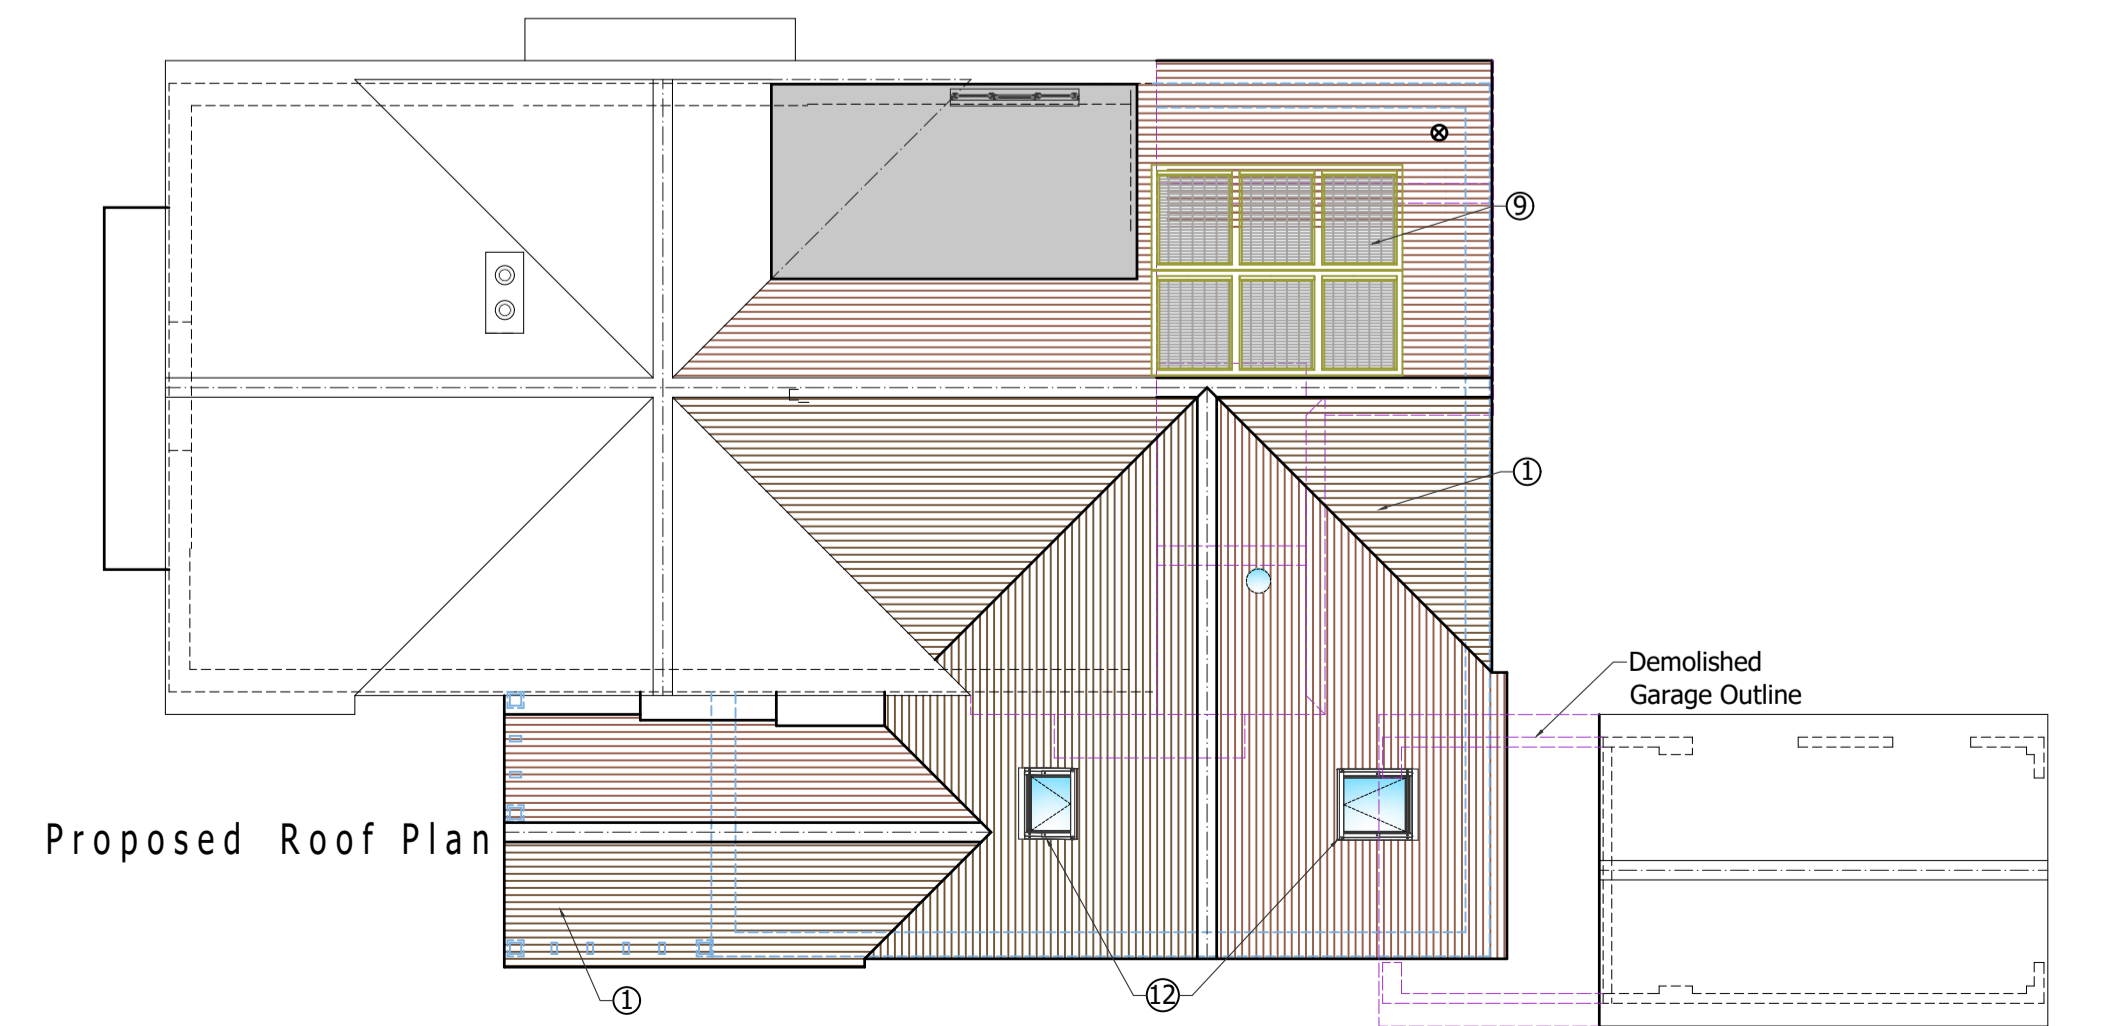 9
1
Demolished
Garage Outline
Proposed Roof Plan
12
1